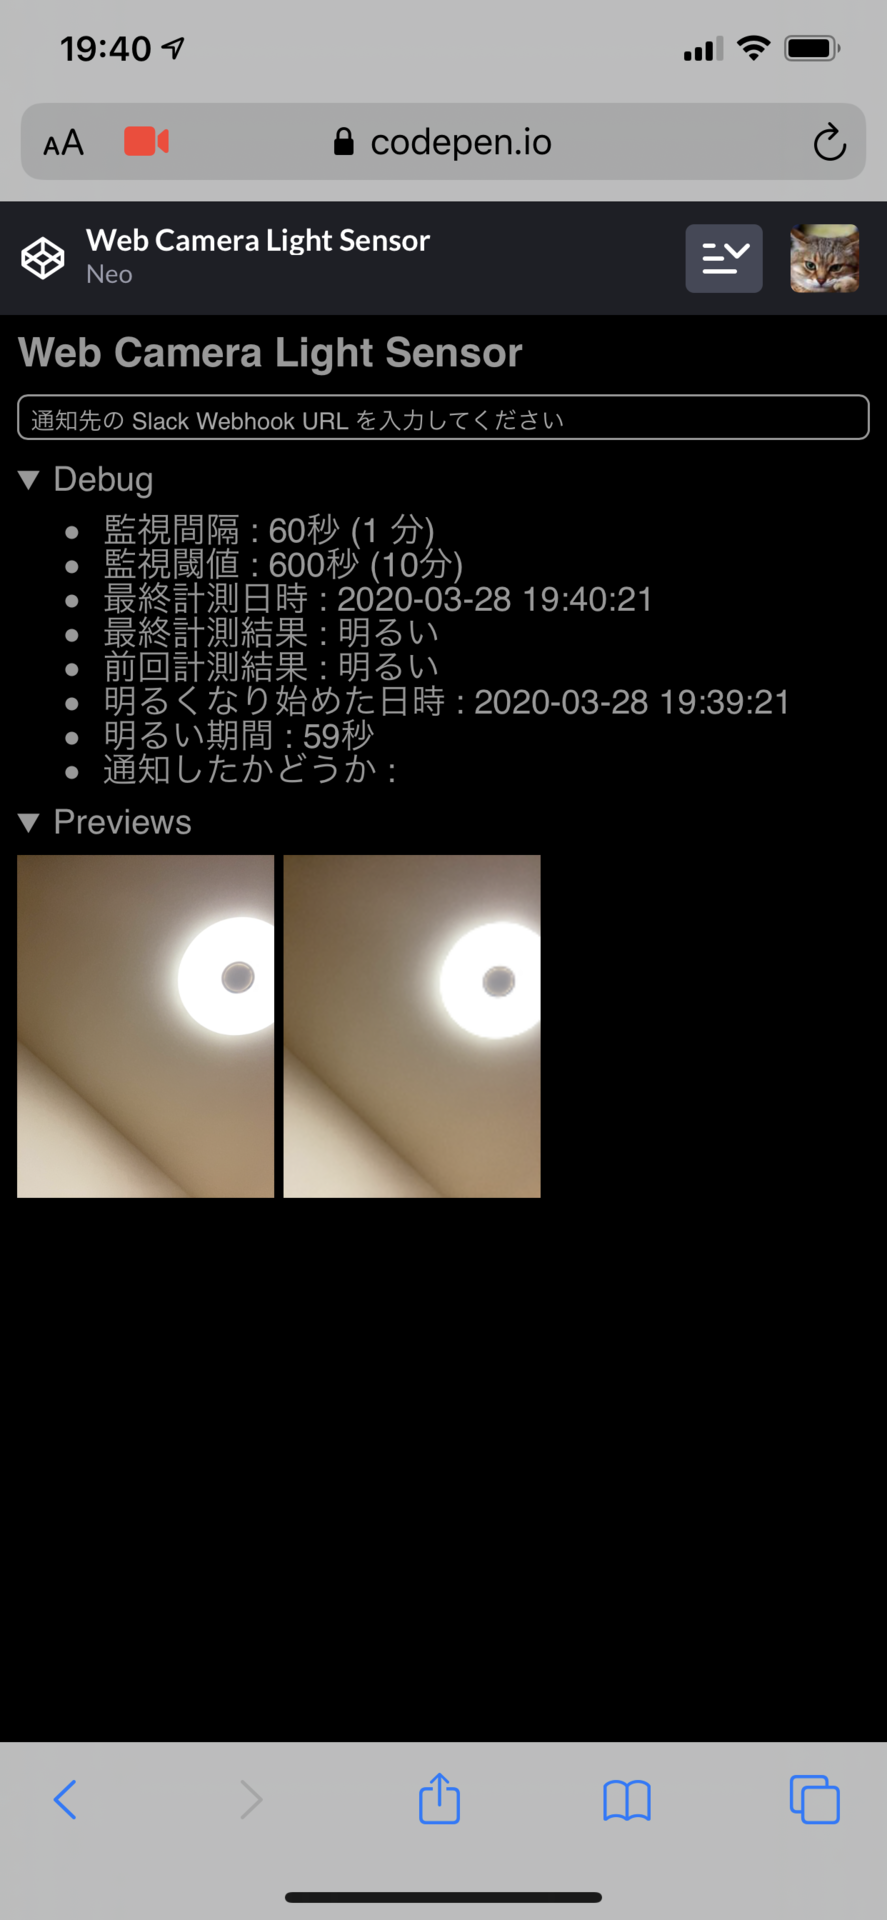 19:40
AA
codepen.io
Web Camera Light Sensor
Neo
Web Camera Light Sensor
通知先の Slack Webhook URL を入力してください
▼ Debug
• 監視間隔 : 60秒 (1 分)
• 監視閾値 : 600秒 (10分)
• 最終計測日時 : 2020-03-28 19:40:21
• 最終計測結果 : 明るい
• 前回計測結果 : 明るい
• 明るくなり始めた日時 : 2020-03-28 19:39:21
• 明るい期間 : 59秒
• 通知したかどうか :
▼ Previews